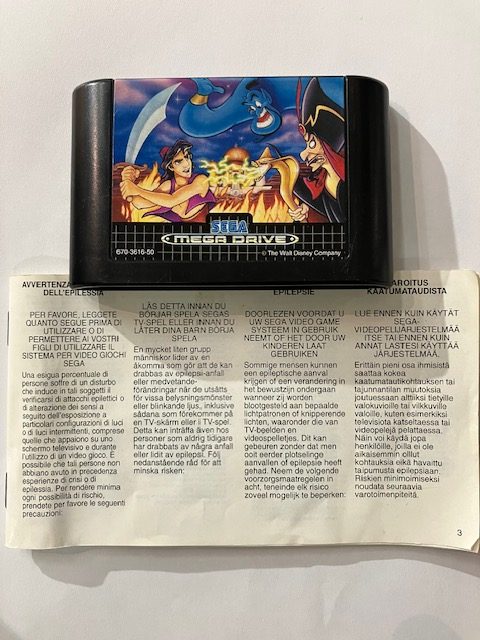 SEGA
MEGA DRIVE
670-3616-50
© The Walt Disney Company
AVVERTENZA
DELL'EPILESSIA
PER FAVORE, LEGGETE
QUANTO SEGUE PRIMA DI
UTILIZZARE O DI
PERMETTERE AI VOSTRI
FIGLI DI UTILIZZARE IL
SISTEMA PER VIDEO GIOCHI
SEGA
Una esigua percentuale di
persone soffre di un disturbo
che induce in tali soggetti il
verificarsi di attacchi epilettici o
di alterazione dei sensi a
seguito dell'esposizione a
particolari configurazioni di luci
o di luci intermittenti, comprese
quelle che appaiono su uno
schermo televisivo e durante
l'utilizzo di un video gioco. È
possibile che tali persone non
abbiano avuto in precedenza
esperienze di crisi o di
epilessia. Per rendere minima
ogni possibilità di rischio,
prendete per favore le seguenti
precauzioni:
LÄS DETTA INNAN DU
BÖRJAR SPELA SEGAS
TV-SPEL ELLER INNAN DU
LÅTER DINA BARN BÖRJA
SPELA
En mycket liten grupp
människor lider av en
åkomma som gör att de kan
drabbas av epilepsi-anfall
eller medvetande-
förändringar när de utsätts
för vissa belysningsmönster
eller blinkande ljus, inklusive
sådana som förekommer på
en TV-skärm eller i TV-spel.
Detta kan inträffa även hos
personer som aldrig tidigare
har drabbats av några anfall
eller lidit av epilepsi. Följ
nedanstående råd för att
minska risken:
EPILEPSIE
DOORLEZEN VOORDAT U
UW SEGA VIDEO GAME
SYSTEEM IN GEBRUIK
NEEMT OF HET DOOR UW
KINDEREN LAAT
GEBRUIKEN
Sommige mensen kunnen
een epileptische aanval
krijgen of een verandering in
het bewustzijn ondergaan
wanneer zij worden
blootgesteld aan bepaalde
lichtpatronen of knipperende
lichten, waaronder die van
TV-beelden en
videospelletjes. Dit kan
gebeuren zonder dat men
ooit eerder plotselinge
aanvallen of epilepsie heeft
gehad. Neem de volgende
voorzorgsmaatregelen in
acht, teneinde elk risico
zoveel mogelijk te beperken:
VAROITUS
KAATUMATAUDISTA
LUE ENNEN KUIN KÄYTÄT
SEGA-
VIDEOPELIJÄRJESTELMÄÄ
ITSE TAI ENNEN KUIN
ANNAT LASTESI KÄYTTÄÄ
JÄRJESTELMÄÄ.
Erittäin pieni osa ihmisistä
saattaa kokea
kaatumatautikohtauksen tai
tajunnantilan muutoksia
joutuessaan alttiiksi tietyille
valokuvioille tai vilkkuville
valoille, kuten esimerkiksi
televisiota katseltaessa tai
videopelejä pelattaessa.
Näin voi käydä jopa
henkilöille, joilla ei ole
aikaisemmin olllut
kohtauksia eikä havaittu
taipumusta epilepsiaan.
Riskien minimoimiseksi
noudata seuraavia
varotoimenpiteitä.
3